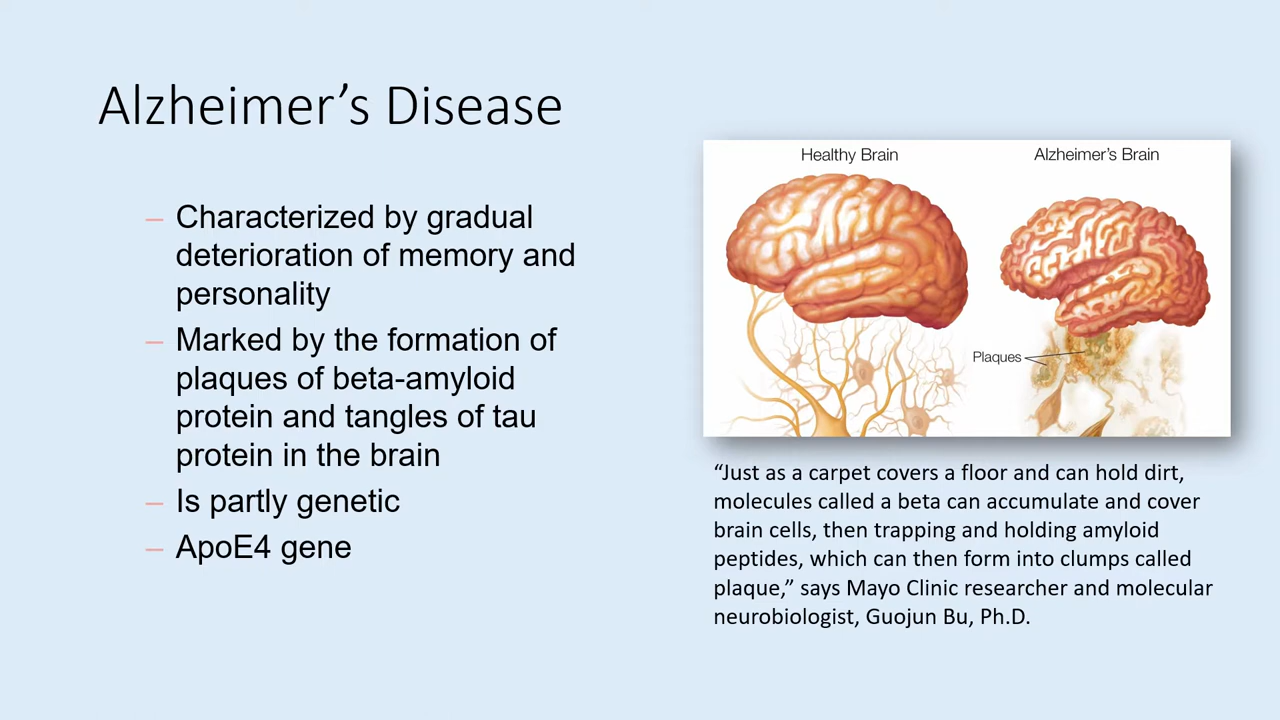 Alzheimer’s Disease
– Characterized by gradual
deterioration of memory and
personality
– Marked by the formation of
plaques of beta-amyloid
protein and tangles of tau
protein in the brain
– Is partly genetic
– ApoE4 gene
Healthy Brain
Alzheimer’s Brain
Plaques
“Just as a carpet covers a floor and can hold dirt,
molecules called a beta can accumulate and cover
brain cells, then trapping and holding amyloid
peptides, which can then form into clumps called
plaque,” says Mayo Clinic researcher and molecular
neurobiologist, Guojun Bu, Ph.D.